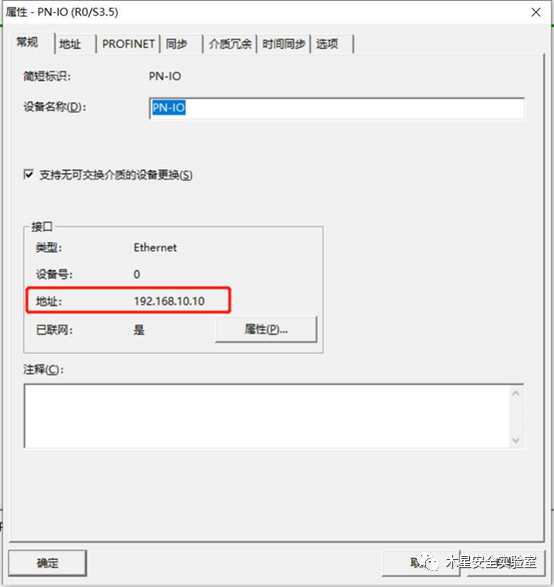 属性 - PN-IO (R0/S3.5)
常规 地址 PROFINET 同步 介质冗余 时间同步 选项
简短标识: PN-IO
设备名称(D): PN-IO
支持无可交换介质的设备更换(S)
接口
类型: Ethernet
设备号: 0
地址: 192.168.10.10
已联网: 是 属性(P)...
注释(C):
确定
木星安全实验室